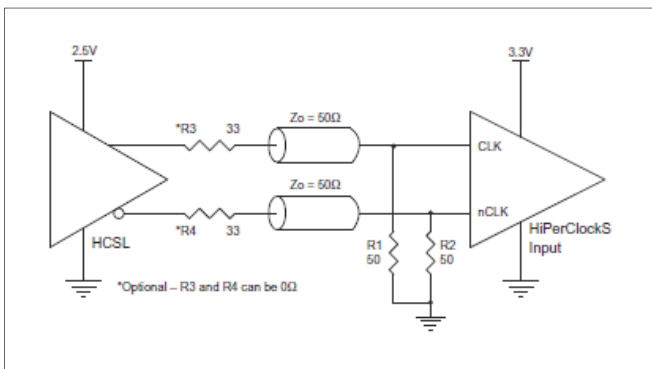 2.5V
3.3V
*R3 33
Zo = 50Ω
CLK
Zo = 50Ω
nCLK
*R4 33
HCSL
R1
50
R2
50
HiPerClockS
Input
*Optional – R3 and R4 can be 0Ω